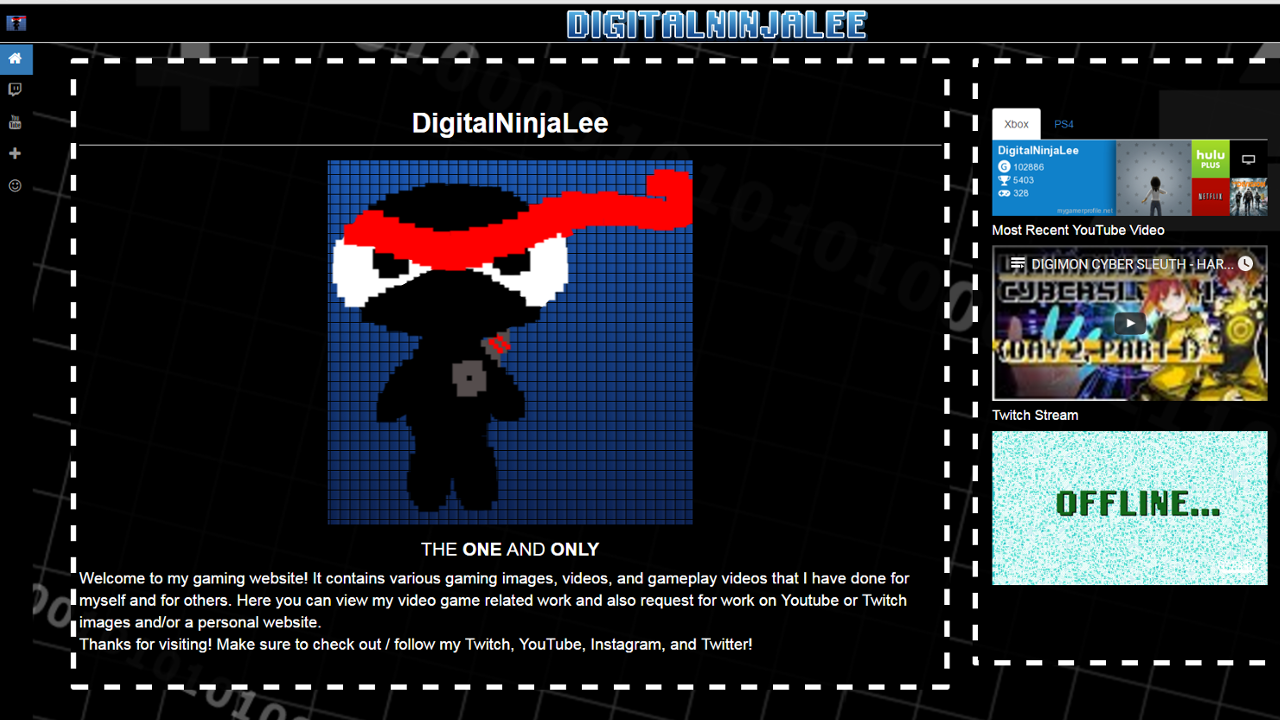 DIGITALNINJALEE
DigitalNinjaLee
THE ONE AND ONLY
Welcome to my gaming website! It contains various gaming images, videos, and gameplay videos that I have done for
myself and for others. Here you can view my video game related work and also request for work on Youtube or Twitch
images and/or a personal website.
Thanks for visiting! Make sure to check out / follow my Twitch, YouTube, Instagram, and Twitter!
Xbox PS4
DigitalNinjaLee
G 102886
5403
328
mygamerprofile.net
hulu
PLUS
NETFLIX
Most Recent YouTube Video
DIGIMON CYBER SLEUTH - HAR...
CYBERSLEUTH
(DAY 2, PART 1)
Twitch Stream
OFFLINE...